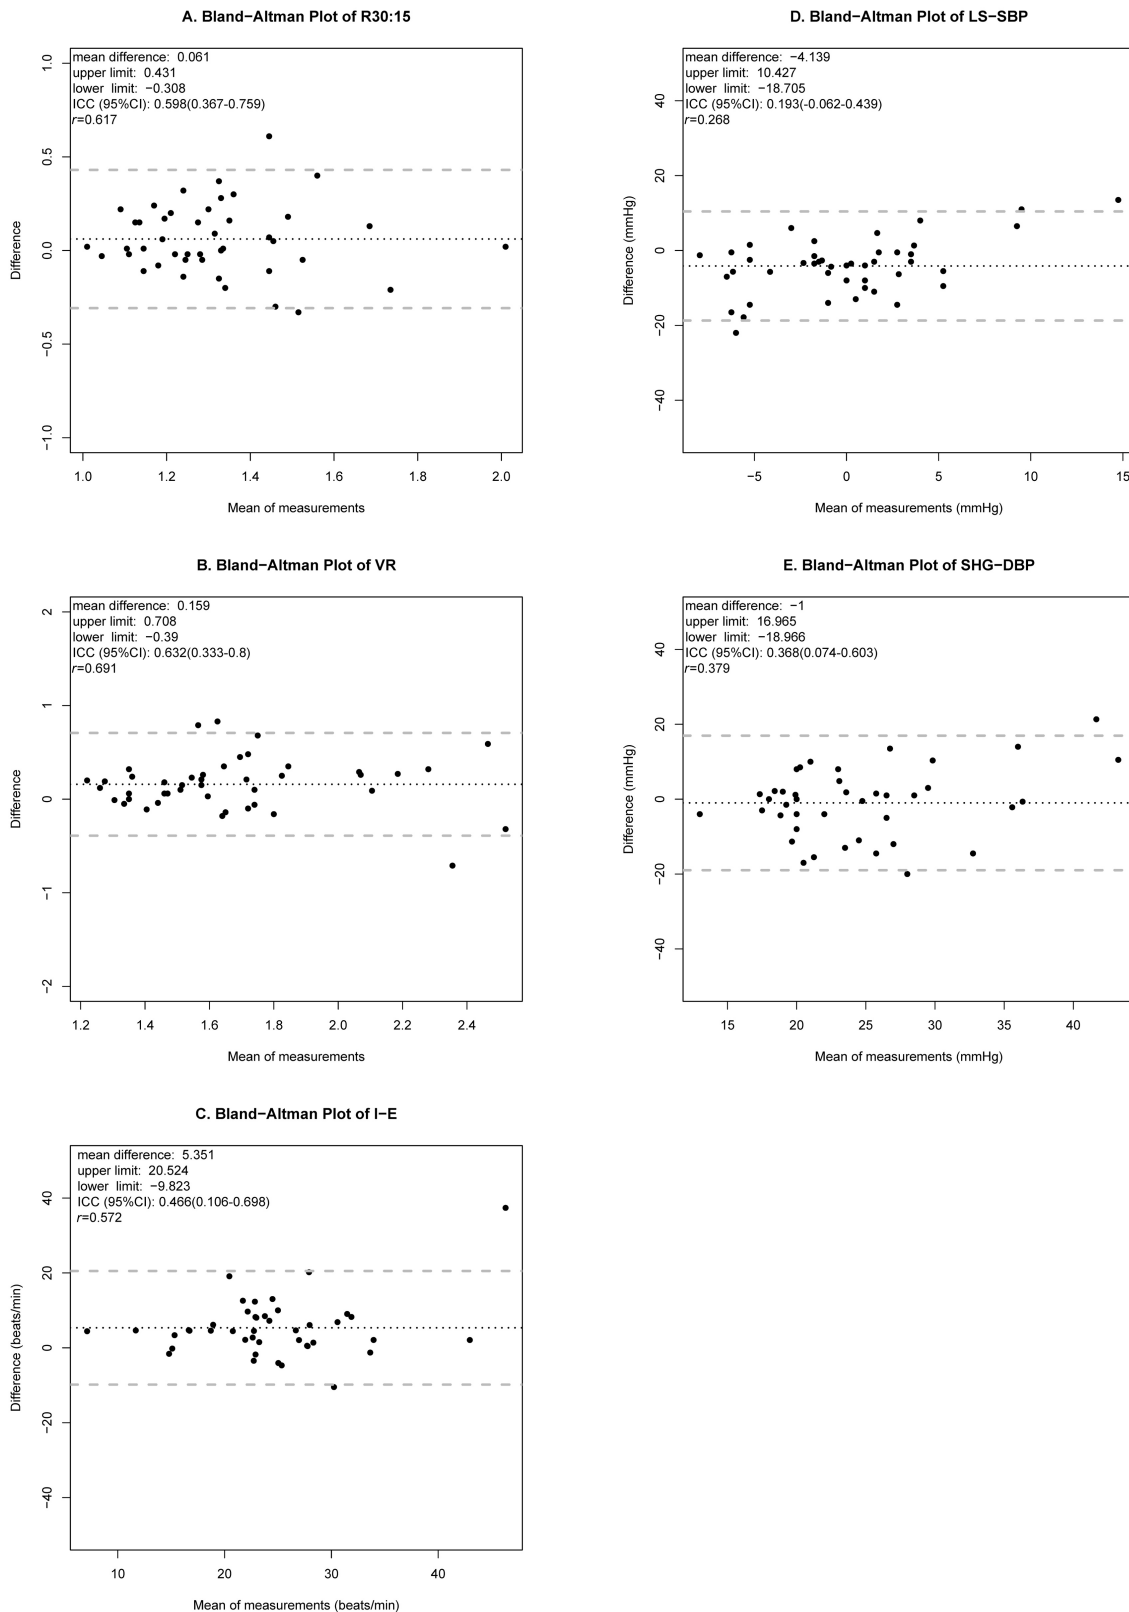 A. Bland−Altman Plot of R30:15
mean difference:  0.061
upper limit:  0.431
lower  limit:  −0.308
ICC (95%CI): 0.598(0.367-0.759)
r=0.617
1.0
0.5
0.0
−0.5
−1.0
Difference
1.0 1.2 1.4 1.6 1.8 2.0
Mean of measurements
D. Bland−Altman Plot of LS−SBP
mean difference:  −4.139
upper limit:  10.427
lower  limit:  −18.705
ICC (95%CI): 0.193(-0.062-0.439)
r=0.268
40
20
0
−20
−40
Difference (mmHg)
−5 0 5 10 15
Mean of measurements (mmHg)
B. Bland−Altman Plot of VR
mean difference:  0.159
upper limit:  0.708
lower  limit:  −0.39
ICC (95%CI): 0.632(0.333-0.8)
r=0.691
2
1
0
−1
−2
Difference
1.2 1.4 1.6 1.8 2.0 2.2 2.4
Mean of measurements
E. Bland−Altman Plot of SHG−DBP
mean difference:  −1
upper limit:  16.965
lower  limit:  −18.966
ICC (95%CI): 0.368(0.074-0.603)
r=0.379
40
20
0
−20
−40
Difference (mmHg)
15 20 25 30 35 40
Mean of measurements (mmHg)
C. Bland−Altman Plot of I−E
mean difference:  5.351
upper limit:  20.524
lower  limit:  −9.823
ICC (95%CI): 0.466(0.106-0.698)
r=0.572
40
20
0
−20
−40
Difference (beats/min)
10 20 30 40
Mean of measurements (beats/min)